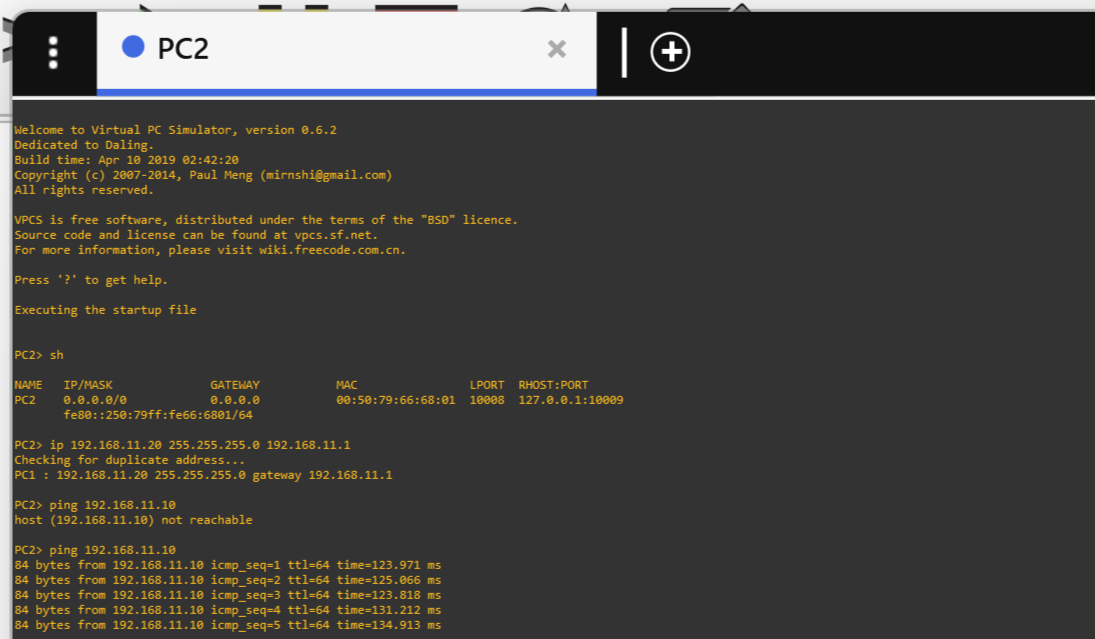 PC2
Welcome to Virtual PC Simulator, version 0.6.2
Dedicated to Daling.
Build time: Apr 10 2019 02:42:20
Copyright (c) 2007-2014, Paul Meng (mirnshi@gmail.com)
All rights reserved.
VPCS is free software, distributed under the terms of the "BSD" licence.
Source code and license can be found at vpcs.sf.net.
For more information, please visit wiki.freecode.com.cn.
Press '?' to get help.
Executing the startup file
PC2> sh
NAME   IP/MASK              GATEWAY           MAC                LPORT  RHOST:PORT
PC2    0.0.0.0/0            0.0.0.0           00:50:79:66:68:01  10008  127.0.0.1:10009
       fe80::250:79ff:fe66:6801/64
PC2> ip 192.168.11.20 255.255.255.0 192.168.11.1
Checking for duplicate address...
PC1 : 192.168.11.20 255.255.255.0 gateway 192.168.11.1
PC2> ping 192.168.11.10
host (192.168.11.10) not reachable
PC2> ping 192.168.11.10
84 bytes from 192.168.11.10 icmp_seq=1 ttl=64 time=123.971 ms
84 bytes from 192.168.11.10 icmp_seq=2 ttl=64 time=125.066 ms
84 bytes from 192.168.11.10 icmp_seq=3 ttl=64 time=123.818 ms
84 bytes from 192.168.11.10 icmp_seq=4 ttl=64 time=131.212 ms
84 bytes from 192.168.11.10 icmp_seq=5 ttl=64 time=134.913 ms